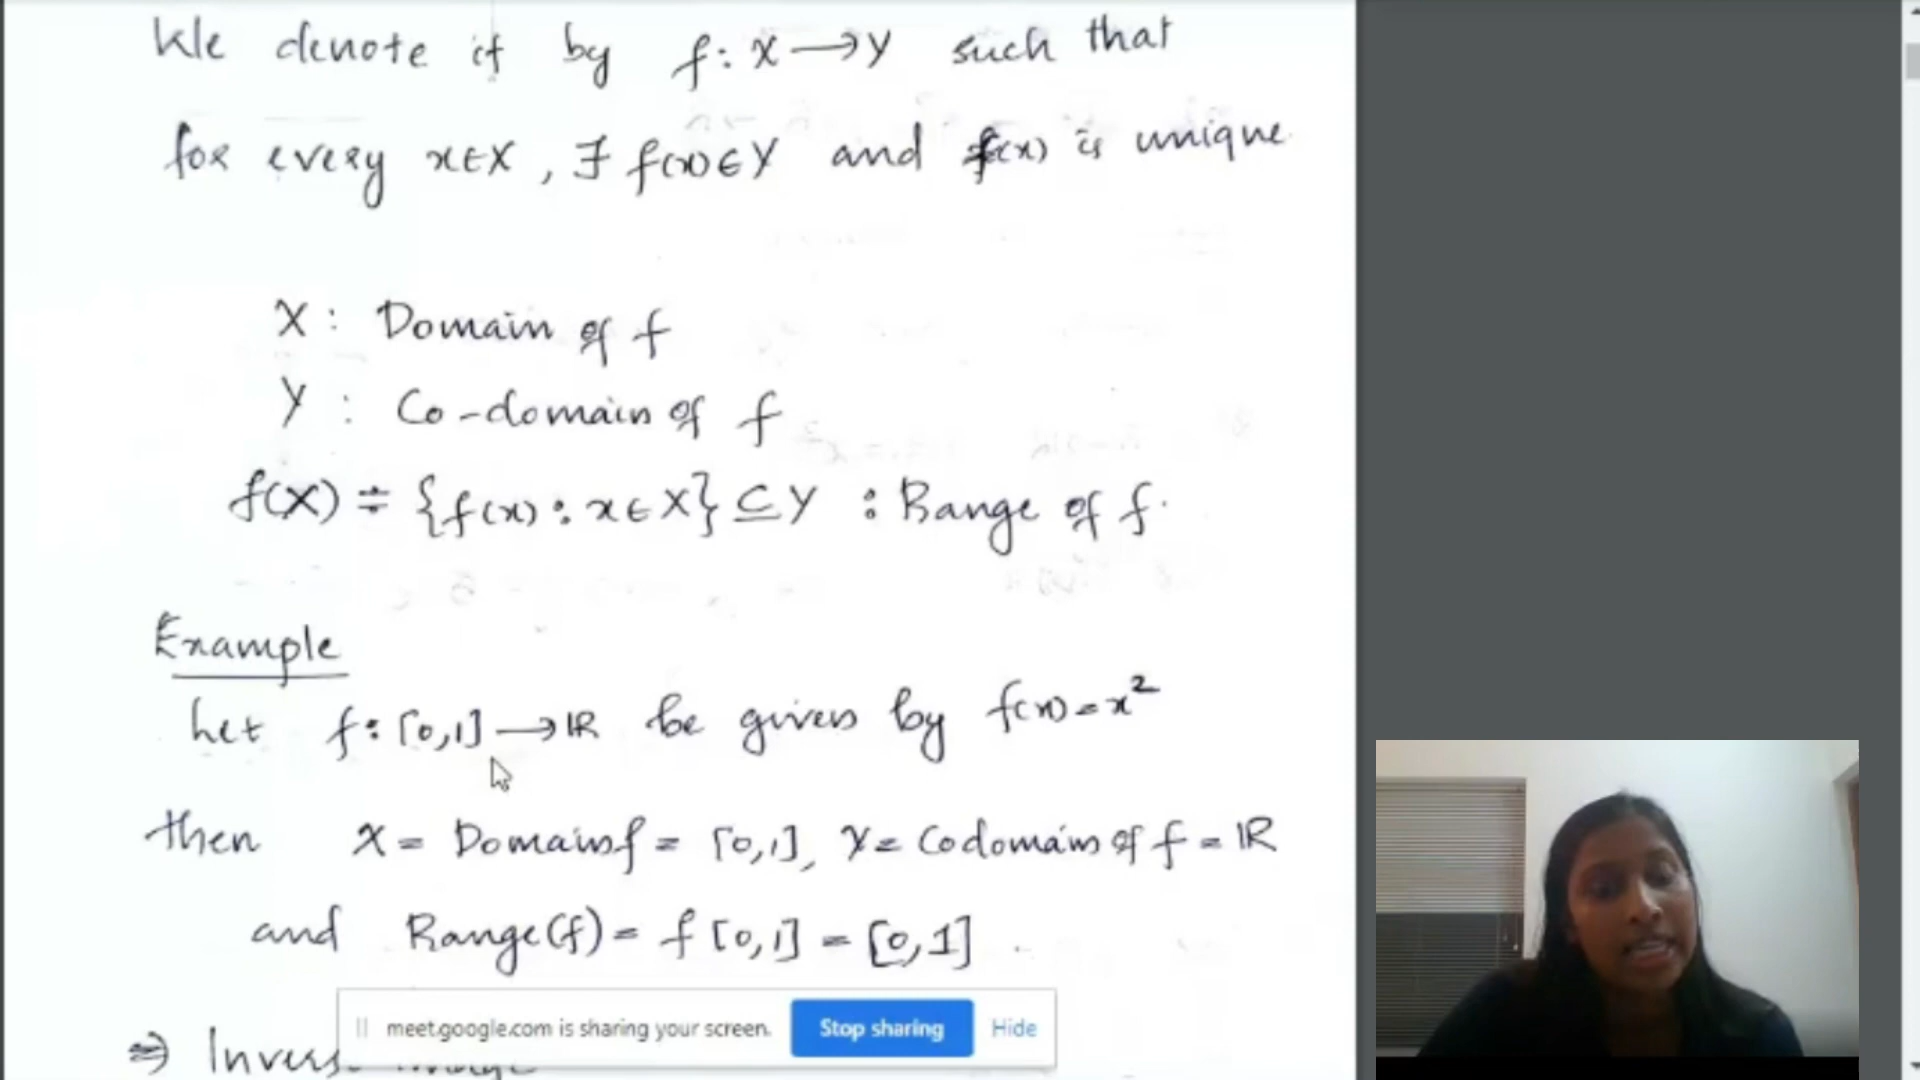 We denote it by f: X → Y such that
for every x∈X, ∃ f(x)∈Y and f(x) is unique
X: Domain of f
Y: Co-domain of f
f(X) ≑ {f(x) : x∈X} ⊆ Y : Range of f.
Example
Let f: [0,1] → ℝ be given by f(x) = x²
then X = Domain f = [0,1], Y = Codomain of f = ℝ
and Range(f) = f[0,1] = [0,1].
⇒ Inverse image
meet.google.com is sharing your screen. Stop sharing Hide